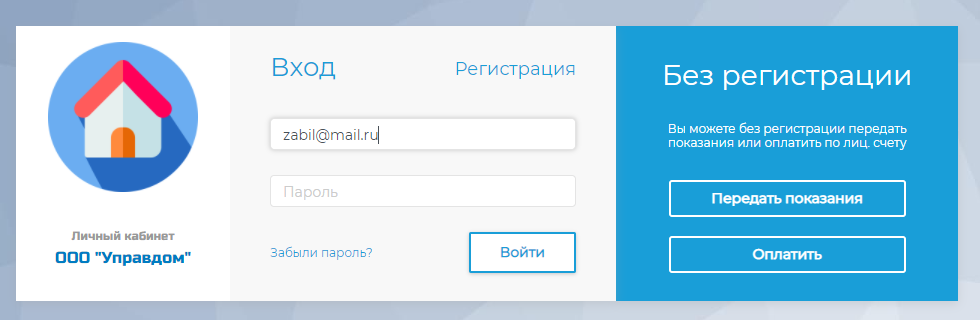 Личный кабинет
ООО "Управдом"
Вход
Регистрация
zabil@mail.ru
Пароль
Забыли пароль?
Войти
Без регистрации
Вы можете без регистрации передать
показания или оплатить по лиц. счету
Передать показания
Оплатить